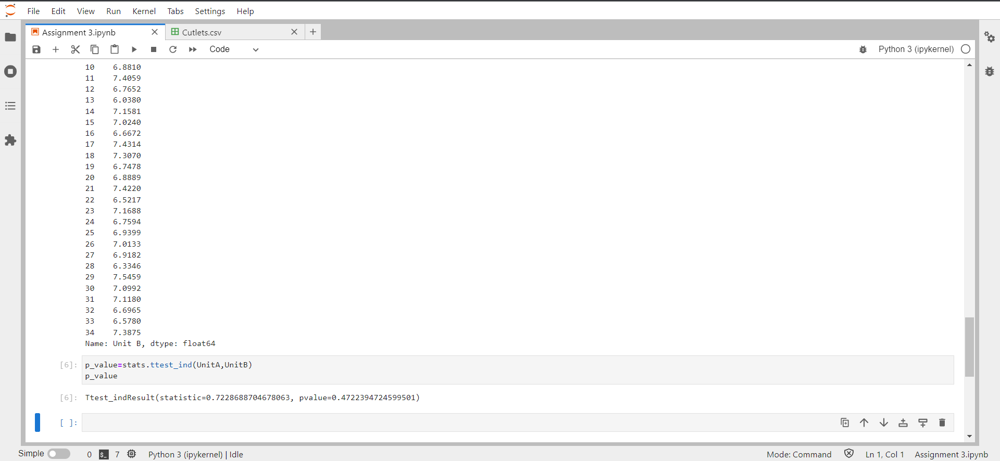 File Edit View Run Kernel Tabs Settings Help
Assignment 3.ipynb
Cutlets.csv
Code
Python 3 (ipykernel)
10 6.8810
11 7.4059
12 6.7652
13 6.0380
14 7.1581
15 7.0240
16 6.6672
17 7.4314
18 7.3070
19 6.7478
20 6.8889
21 7.4220
22 6.5217
23 7.1688
24 6.7594
25 6.9399
26 7.0133
27 6.9182
28 6.3346
29 7.5459
30 7.0992
31 7.1180
32 6.6965
33 6.5780
34 7.3875
Name: Unit B, dtype: float64
[6]: p_value=stats.ttest_ind(UnitA,UnitB)
p_value
[6]: Ttest_indResult(statistic=0.7228688704678063, pvalue=0.4722394724599501)
[ ]:
Simple 0 $_ 7 Python 3 (ipykernel) | Idle Mode: Command Ln 1, Col 1 Assignment 3.ipynb